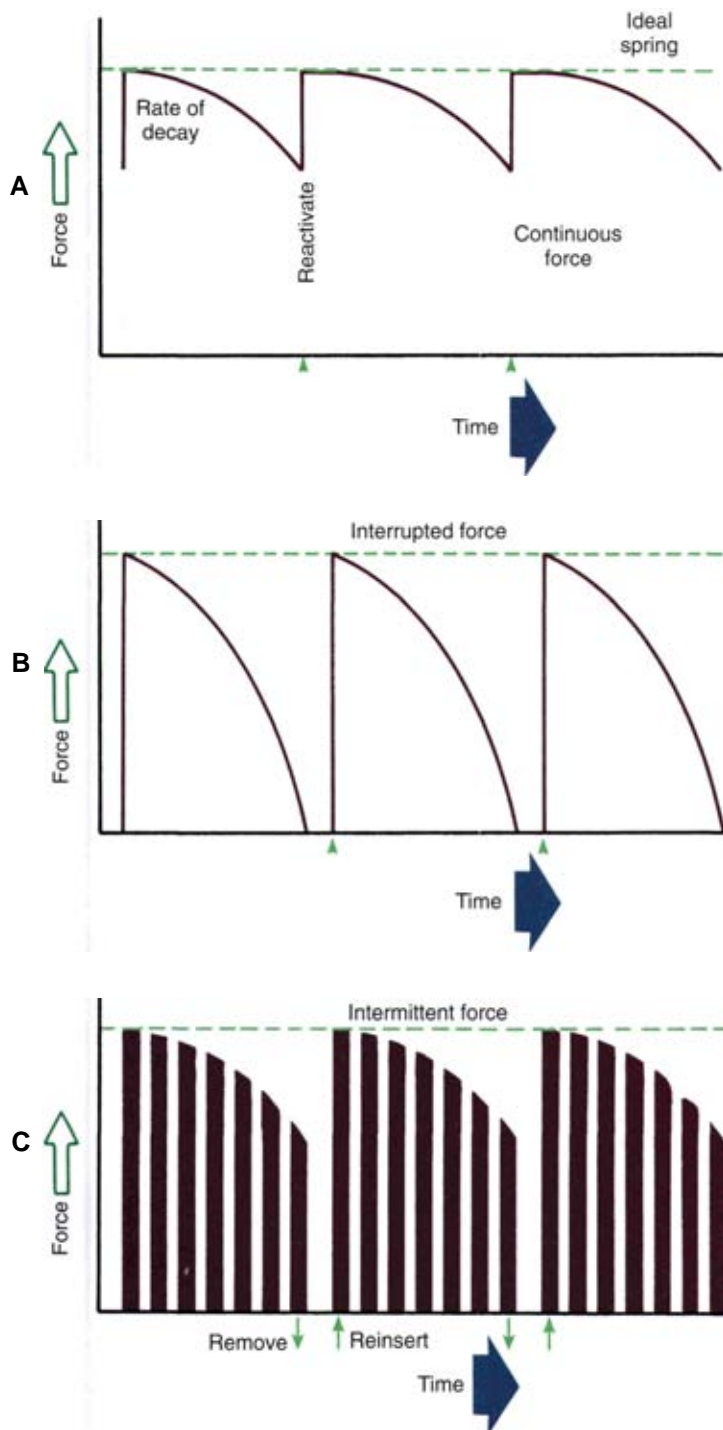 Ideal
spring
Rate of
decay
A
Force
Reactivate
Continuous
force
Time
Interrupted force
B
Force
Time
Intermittent force
C
Force
Remove
Reinsert
Time